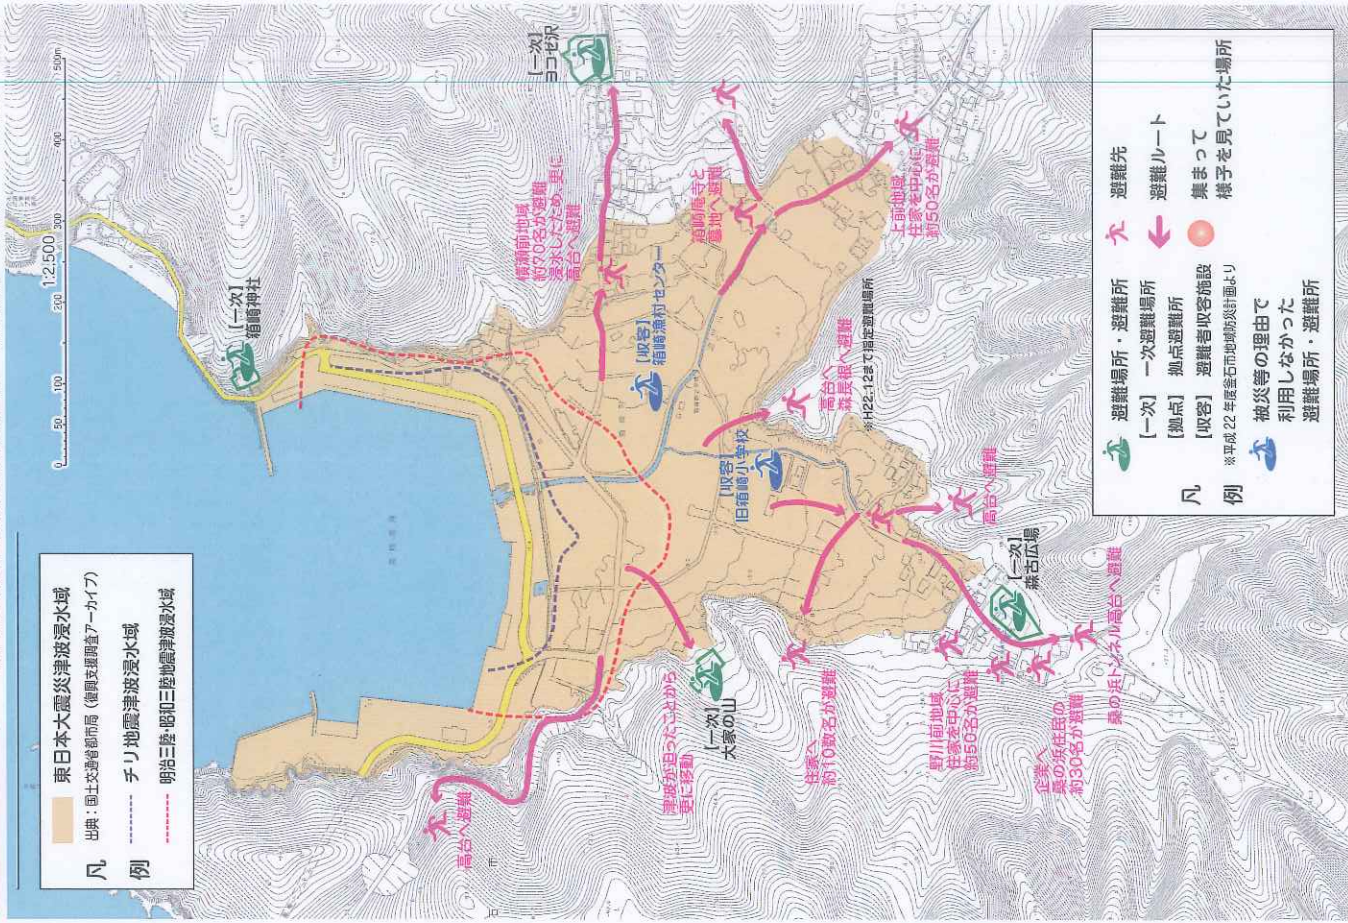 凡例
東日本大震災津波浸水域
出典：国土交通省都市局（復興支援調査アーカイブ）
チリ地震津波浸水域
明治三陸・昭和三陸地震津波浸水域
1:2,500
0 50 100 200 300 400 500m
【一次】
箱崎神社
【一次】
ヨコゼ沢
横瀬前地域
約70名が避難
浸水したため、更に
高台へ避難
【収容】
箱崎漁村センター
箱崎庵寺と
墓地へ避難
上前地域
住家を中心に
約50名が避難
高台へ
森長根へ避難
※H22.12まで指定避難場所
【収容】
旧箱崎小学校
高台へ避難
【一次】
森古広場
桑の浜トンネル高台へ避難
企業へ
桑の浜住民の
約30名が避難
野川前地域
住家を中心に
約50名が避難
住家へ
約10数名が避難
【一次】
大家の山
津波が迫ったことから
更に移動
高台へ避難
凡例
避難場所・避難所
［一次］ 一次避難場所
［拠点］ 拠点避難所
［収容］ 避難者収容施設
※平成22年度釜石市地域防災計画より
被災等の理由で
利用しなかった
避難場所・避難所
避難先
避難ルート
集まって
様子を見ていた場所